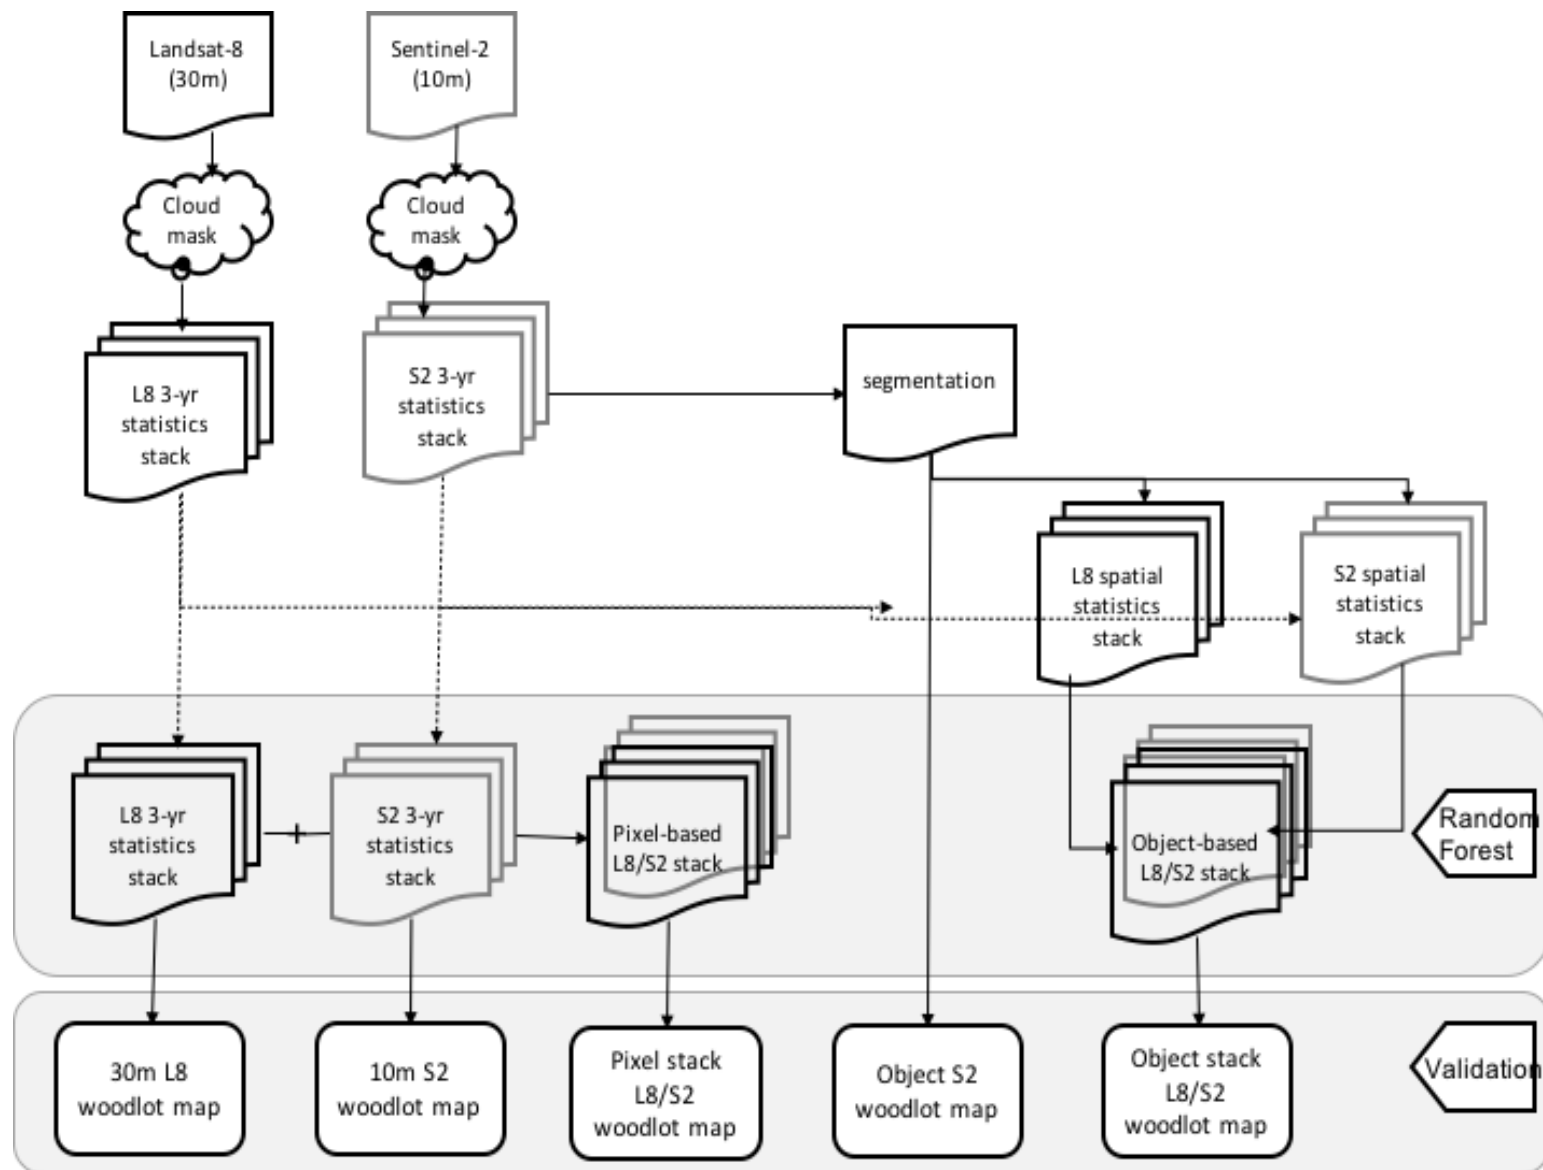 Landsat-8
(30m)
Sentinel-2
(10m)
Cloud
mask
Cloud
mask
L8 3-yr
statistics
stack
S2 3-yr
statistics
stack
segmentation
L8 spatial
statistics
stack
S2 spatial
statistics
stack
L8 3-yr
statistics
stack
S2 3-yr
statistics
stack
Pixel-based
L8/S2 stack
Object-based
L8/S2 stack
Random
Forest
30m L8
woodlot map
10m S2
woodlot map
Pixel stack
L8/S2
woodlot map
Object S2
woodlot map
Object stack
L8/S2
woodlot map
Validation